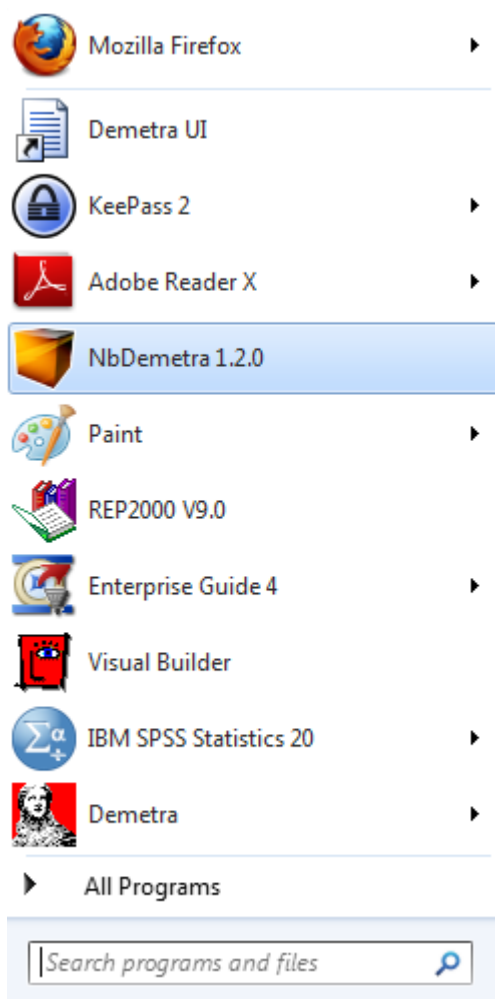 Mozilla Firefox
Demetra UI
KeePass 2
Adobe Reader X
NbDemetra 1.2.0
Paint
REP2000 V9.0
Enterprise Guide 4
Visual Builder
IBM SPSS Statistics 20
Demetra
All Programs
Search programs and files